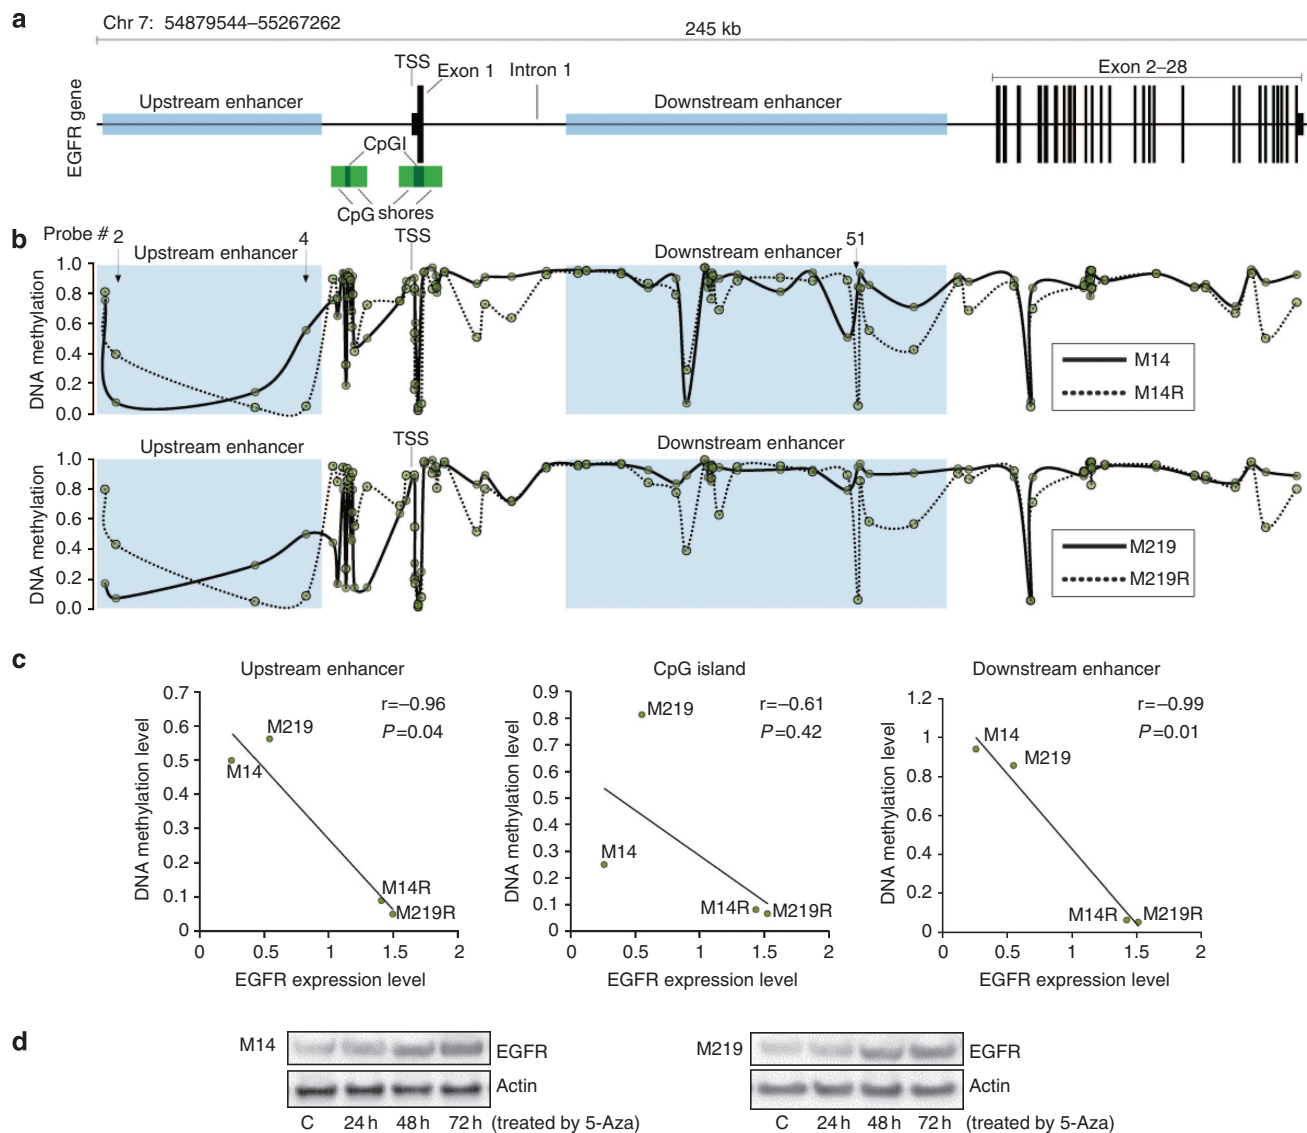 a
Chr 7: 54879544–55267262
245 kb
TSS
Exon 1
Intron 1
Exon 2–28
Upstream enhancer
Downstream enhancer
EGFR gene
CpGI
CpG shores
b
Probe # 2
4
TSS
51
Upstream enhancer
Downstream enhancer
DNA methylation
1.0
0.8
0.6
0.4
0.2
0.0
M14
M14R
Upstream enhancer
TSS
Downstream enhancer
DNA methylation
1.0
0.8
0.6
0.4
0.2
0.0
M219
M219R
c
Upstream enhancer
r=–0.96
P=0.04
DNA methylation level
0.7
0.6
0.5
0.4
0.3
0.2
0.1
0
M219
M14
M14R
M219R
0 0.5 1 1.5 2
EGFR expression level
CpG island
r=–0.61
P=0.42
DNA methylation level
0.9
0.8
0.7
0.6
0.5
0.4
0.3
0.2
0.1
0
M219
M14
M14R
M219R
0 0.5 1 1.5 2
EGFR expression level
Downstream enhancer
r=–0.99
P=0.01
DNA methylation level
1.2
1
0.8
0.6
0.4
0.2
0
M14
M219
M14R
M219R
0 0.5 1 1.5 2
EGFR expression level
d
M14
EGFR
Actin
C 24 h 48 h 72 h (treated by 5-Aza)
M219
EGFR
Actin
C 24 h 48 h 72 h (treated by 5-Aza)